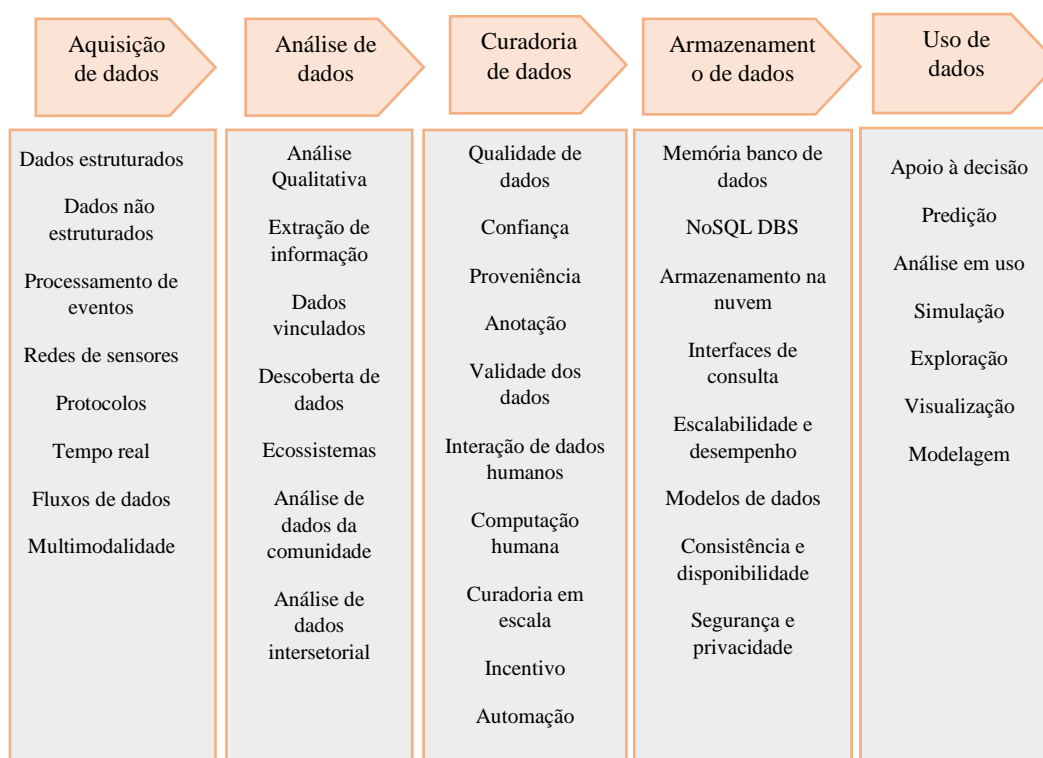 Aquisição
de dados
Análise de
dados
Curadoria
de dados
Armazenament
o de dados
Uso de
dados
Dados estruturados
Dados não
estruturados
Processamento de
eventos
Redes de sensores
Protocolos
Tempo real
Fluxos de dados
Multimodalidade
Análise
Qualitativa
Extração de
informação
Dados
vinculados
Descoberta de
dados
Ecossistemas
Análise de
dados da
comunidade
Análise de
dados
intersetorial
Qualidade de
dados
Confiança
Proveniência
Anotação
Validade dos
dados
Interação de dados
humanos
Computação
humana
Curadoria em
escala
Incentivo
Automação
Memória banco de
dados
NoSQL DBS
Armazenamento na
nuvem
Interfaces de
consulta
Escalabilidade e
desempenho
Modelos de dados
Consistência e
disponibilidade
Segurança e
privacidade
Apoio à decisão
Predição
Análise em uso
Simulação
Exploração
Visualização
Modelagem